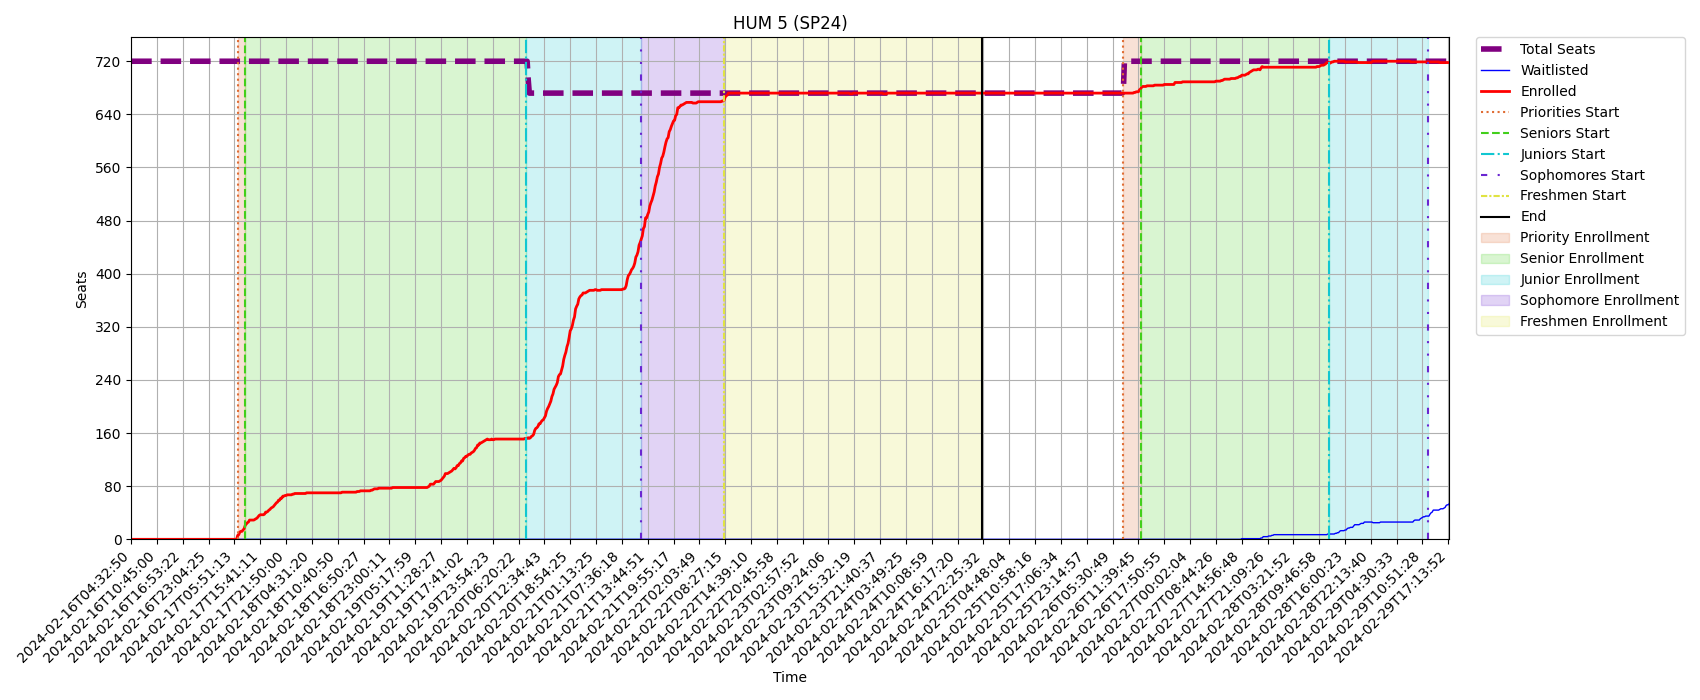 HUM 5 (SP24)
Seats
720
640
560
480
400
320
240
160
80
0
2024-02-16T04:32:50
2024-02-16T10:45:00
2024-02-16T16:53:22
2024-02-16T23:04:25
2024-02-17T05:51:13
2024-02-17T15:41:11
2024-02-17T21:50:00
2024-02-18T04:31:20
2024-02-18T10:40:50
2024-02-18T16:50:27
2024-02-18T23:00:11
2024-02-19T05:17:59
2024-02-19T11:28:27
2024-02-19T17:41:02
2024-02-19T23:54:23
2024-02-20T06:20:22
2024-02-20T12:34:43
2024-02-20T18:54:25
2024-02-21T01:13:25
2024-02-21T07:36:18
2024-02-21T13:44:51
2024-02-21T19:55:17
2024-02-22T02:03:49
2024-02-22T08:27:15
2024-02-22T14:39:10
2024-02-22T20:45:58
2024-02-23T03:57:52
2024-02-23T09:24:06
2024-02-23T15:32:19
2024-02-23T21:40:37
2024-02-24T03:49:25
2024-02-24T10:08:59
2024-02-24T16:17:20
2024-02-24T22:25:32
2024-02-25T04:48:04
2024-02-25T10:58:16
2024-02-25T17:06:34
2024-02-25T23:14:57
2024-02-26T05:30:49
2024-02-26T11:39:45
2024-02-26T17:50:55
2024-02-27T00:02:04
2024-02-27T08:44:26
2024-02-27T14:56:48
2024-02-27T21:09:26
2024-02-28T03:21:52
2024-02-28T09:46:58
2024-02-28T16:00:23
2024-02-28T22:13:40
2024-02-29T04:30:33
2024-02-29T10:51:28
2024-02-29T17:13:52
Time
Total Seats
Waitlisted
Enrolled
Priorities Start
Seniors Start
Juniors Start
Sophomores Start
Freshmen Start
End
Priority Enrollment
Senior Enrollment
Junior Enrollment
Sophomore Enrollment
Freshmen Enrollment